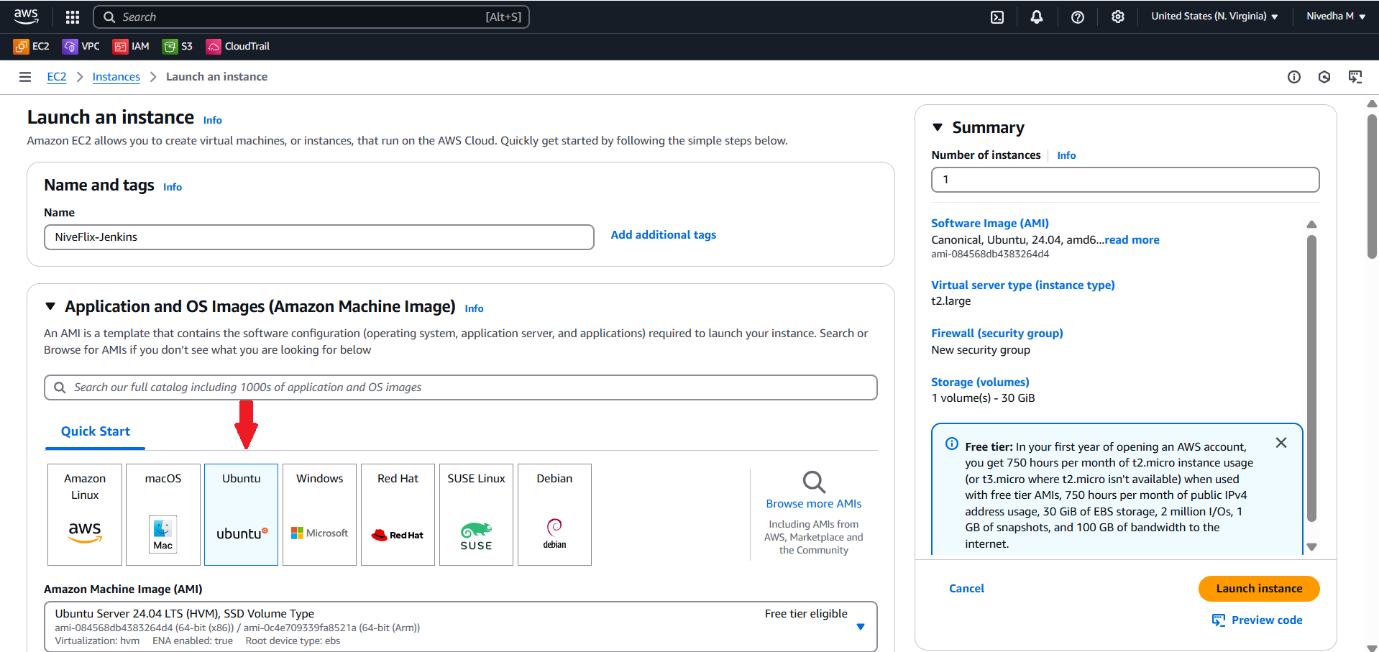 aws
Search [Alt+S]
United States (N. Virginia) ▼
Nivedha M ▼
EC2 VPC IAM S3 CloudTrail
EC2 > Instances > Launch an instance
Launch an instance Info
Amazon EC2 allows you to create virtual machines, or instances, that run on the AWS Cloud. Quickly get started by following the simple steps below.
Name and tags Info
Name
NiveFlix-Jenkins
Add additional tags
▼ Application and OS Images (Amazon Machine Image) Info
An AMI is a template that contains the software configuration (operating system, application server, and applications) required to launch your instance. Search or
Browse for AMIs if you don't see what you are looking for below
Search our full catalog including 1000s of application and OS images
Quick Start
Amazon
Linux
aws
macOS
Mac
Ubuntu
ubuntu
Windows
Microsoft
Red Hat
Red Hat
SUSE Linux
SUSE
Debian
debian
Browse more AMIs
Including AMIs from
AWS, Marketplace and
the Community
Amazon Machine Image (AMI)
Ubuntu Server 24.04 LTS (HVM), SSD Volume Type
Free tier eligible
ami-084568db4383264d4 (64-bit (x86)) / ami-0c4e709339fa8521a (64-bit (Arm))
Virtualization: hvm ENA enabled: true Root device type: ebs
▼ Summary
Number of instances Info
1
Software Image (AMI)
Canonical, Ubuntu, 24.04, amd6...read more
ami-084568db4383264d4
Virtual server type (instance type)
t2.large
Firewall (security group)
New security group
Storage (volumes)
1 volume(s) - 30 GiB
Free tier: In your first year of opening an AWS account,
you get 750 hours per month of t2.micro instance usage
(or t3.micro where t2.micro isn't available) when used
with free tier AMIs, 750 hours per month of public IPv4
address usage, 30 GiB of EBS storage, 2 million I/Os, 1
GB of snapshots, and 100 GB of bandwidth to the
internet.
Cancel
Launch instance
Preview code